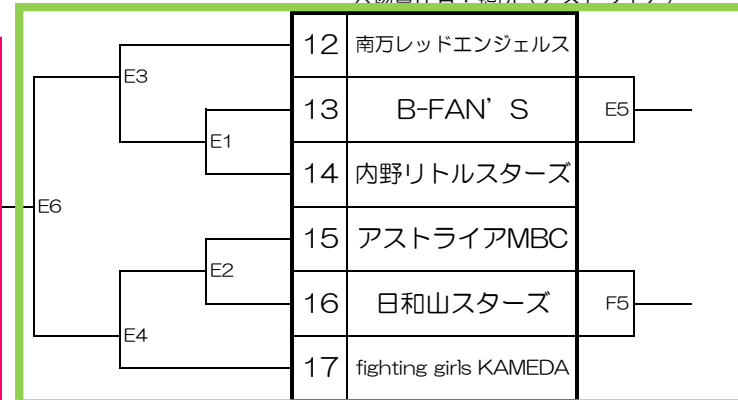 12 南万レッドエンジェルス
E3
13 B-FAN'S E5
E1
14 内野リトルスターズ
E6
15 アストライアMBC
E2
16 日和山スターズ F5
E4
17 fighting girls KAMEDA